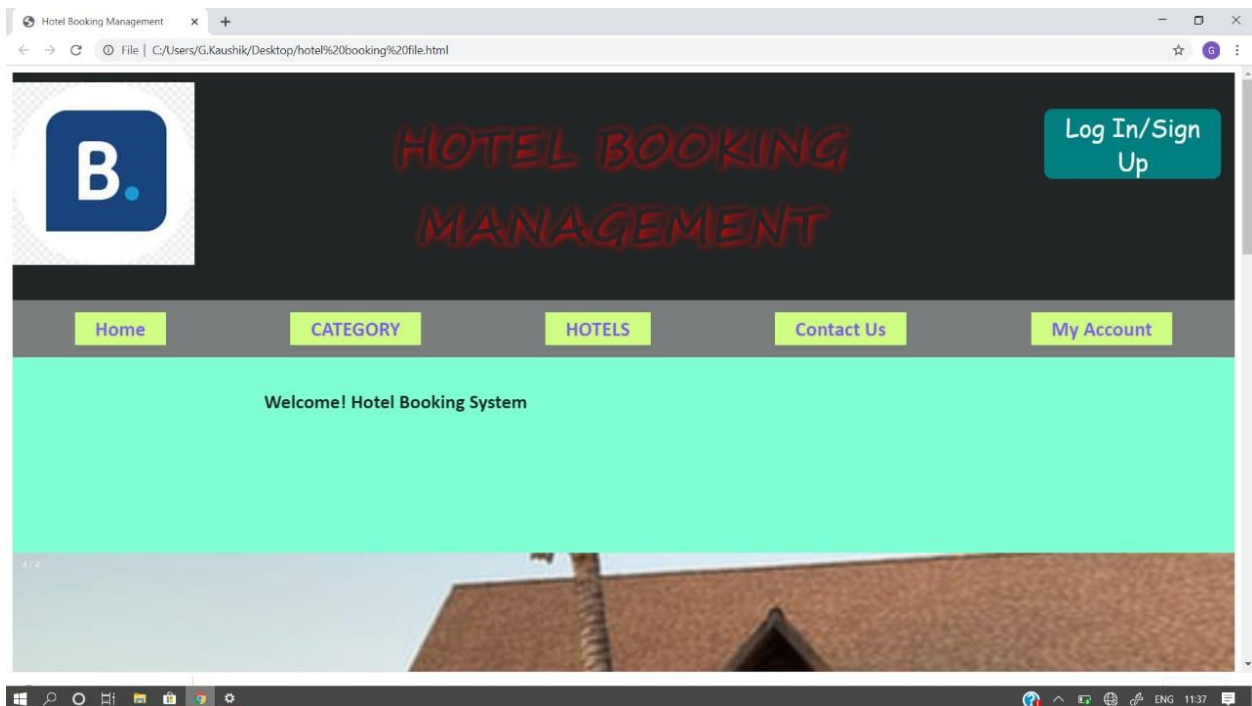 Hotel Booking Management
File | C:/Users/G.Kaushik/Desktop/hotel%20booking%20file.html
G
B.
HOTEL BOOKING
MANAGEMENT
Log In/Sign
Up
Home CATEGORY HOTELS Contact Us My Account
Welcome! Hotel Booking System
4 / 4
ENG 11:37